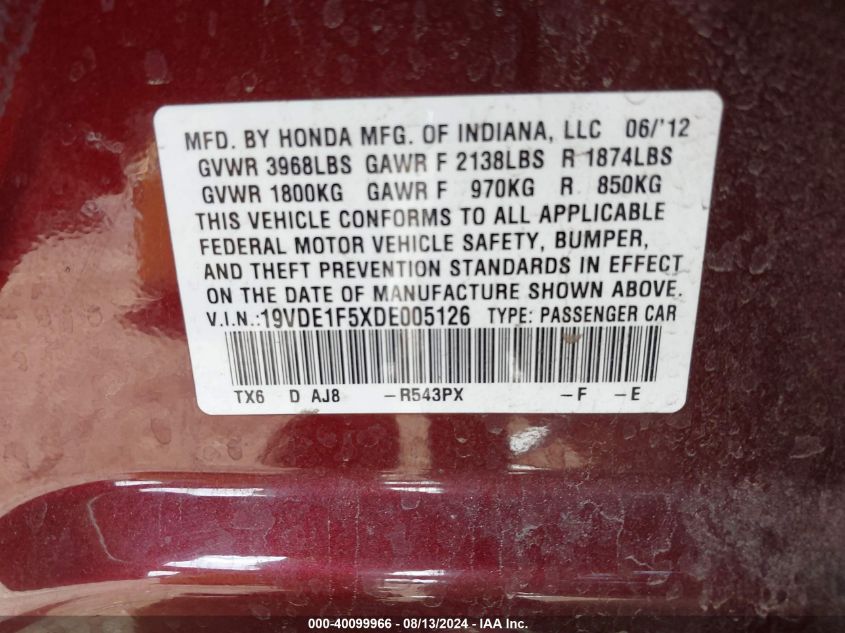 MFD. BY HONDA MFG. OF INDIANA, LLC 06/'12
GVWR 3968LBS GAWR F 2138LBS R 1874LBS
GVWR 1800KG GAWR F 970KG R 850KG
THIS VEHICLE CONFORMS TO ALL APPLICABLE
FEDERAL MOTOR VEHICLE SAFETY, BUMPER,
AND THEFT PREVENTION STANDARDS IN EFFECT
ON THE DATE OF MANUFACTURE SHOWN ABOVE.
V.I.N.:19VDE1F5XDE005126 TYPE: PASSENGER CAR
TX6 D AJ8 -R543PX -F -E
000-40099966 - 08/13/2024 - IAA Inc.